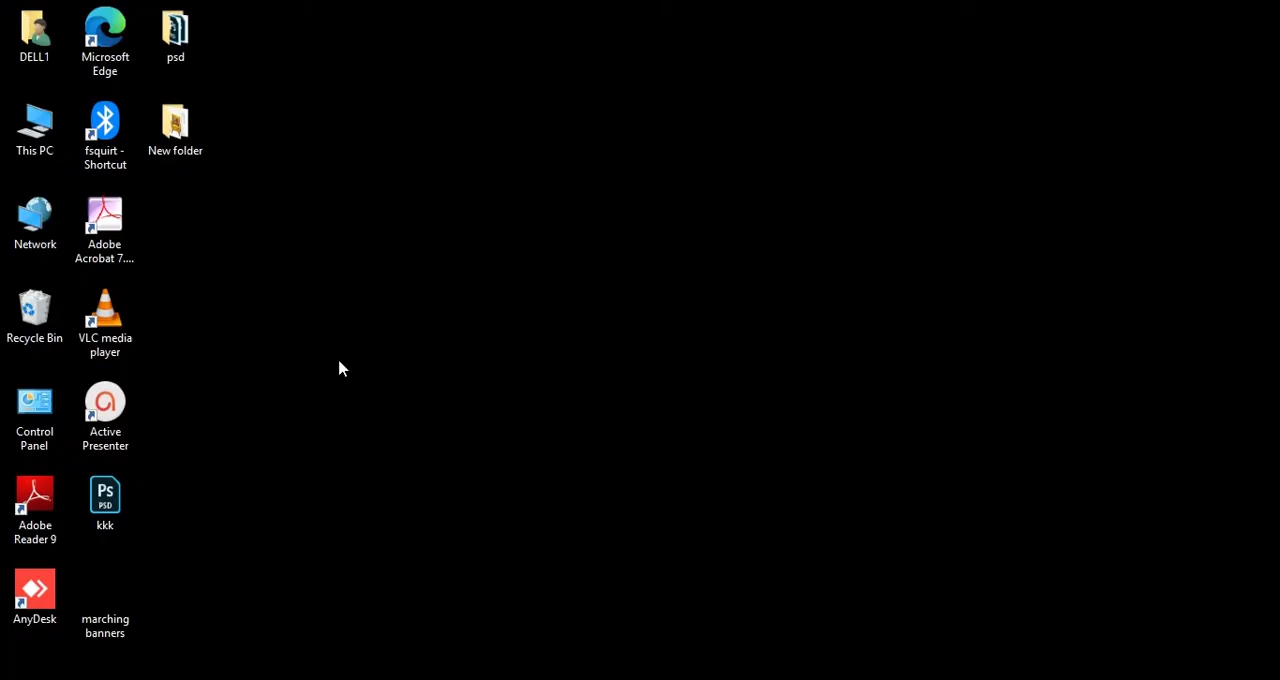 DELL1
Microsoft
Edge
psd
This PC
fsquirt -
Shortcut
New folder
Network
Adobe
Acrobat 7....
Recycle Bin
VLC media
player
Control
Panel
Active
Presenter
Adobe
Reader 9
Ps
PSD
kkk
AnyDesk
marching
banners